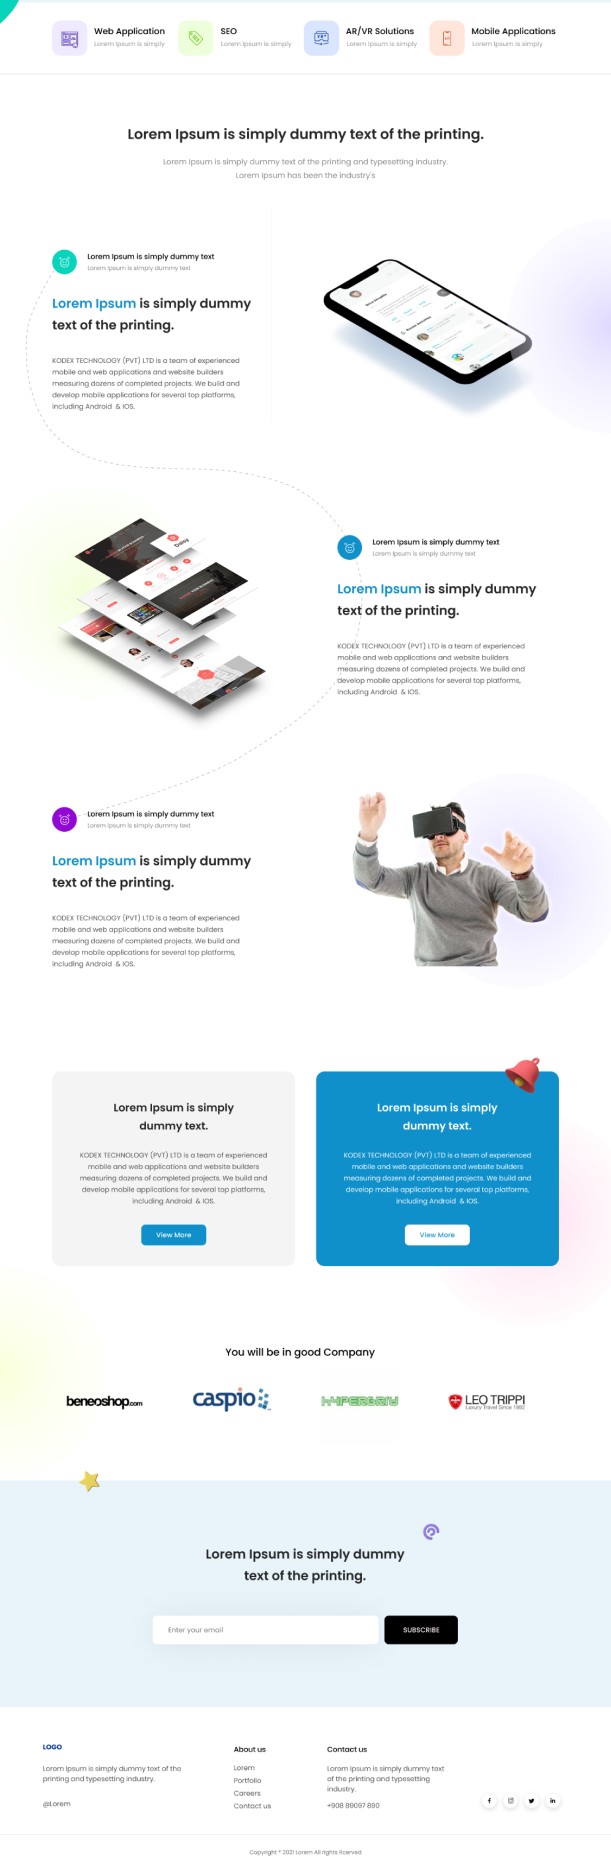 Web Application
Lorem Ipsum is simply
SEO
Lorem Ipsum is simply
AR/VR Solutions
Lorem Ipsum is simply
Mobile Applications
Lorem Ipsum is simply
Lorem Ipsum is simply dummy text of the printing.
Lorem Ipsum is simply dummy text of the printing and typesetting industry.
Lorem Ipsum has been the industry's
Lorem Ipsum is simply dummy text
Lorem Ipsum is simply dummy text
Lorem Ipsum is simply dummy
text of the printing.
KODEX TECHNOLOGY (PVT) LTD is a team of experienced
mobile and web applications and website builders
measuring dozens of completed projects. We build and
develop mobile applications for several top platforms,
including Android & IOS.
Lorem Ipsum is simply dummy text
Lorem Ipsum is simply dummy text
Lorem Ipsum is simply dummy
text of the printing.
KODEX TECHNOLOGY (PVT) LTD is a team of experienced
mobile and web applications and website builders
measuring dozens of completed projects. We build and
develop mobile applications for several top platforms,
including Android & IOS.
Lorem Ipsum is simply dummy text
Lorem Ipsum is simply dummy text
Lorem Ipsum is simply dummy
text of the printing.
KODEX TECHNOLOGY (PVT) LTD is a team of experienced
mobile and web applications and website builders
measuring dozens of completed projects. We build and
develop mobile applications for several top platforms,
including Android & IOS.
Lorem Ipsum is simply
dummy text.
KODEX TECHNOLOGY (PVT) LTD is a team of experienced
mobile and web applications and website builders
measuring dozens of completed projects. We build and
develop mobile applications for several top platforms,
including Android & IOS.
View More
Lorem Ipsum is simply
dummy text.
KODEX TECHNOLOGY (PVT) LTD is a team of experienced
mobile and web applications and website builders
measuring dozens of completed projects. We build and
develop mobile applications for several top platforms,
including Android & IOS.
View More
You will be in good Company
beneoshop.com
caspio
HYPERGRID
LEO TRIPPI
Luxury Travel Since 1882
Lorem Ipsum is simply dummy
text of the printing.
Enter your email
SUBSCRIBE
LOGO
Lorem Ipsum is simply dummy text of the
printing and typesetting industry.
@Lorem
About us
Lorem
Portfolio
Careers
Contact us
Contact us
Lorem Ipsum is simply dummy text
of the printing and typesetting
industry.
+908 89097 890
Copyright ® 2021 Lorem All rights Rcserved